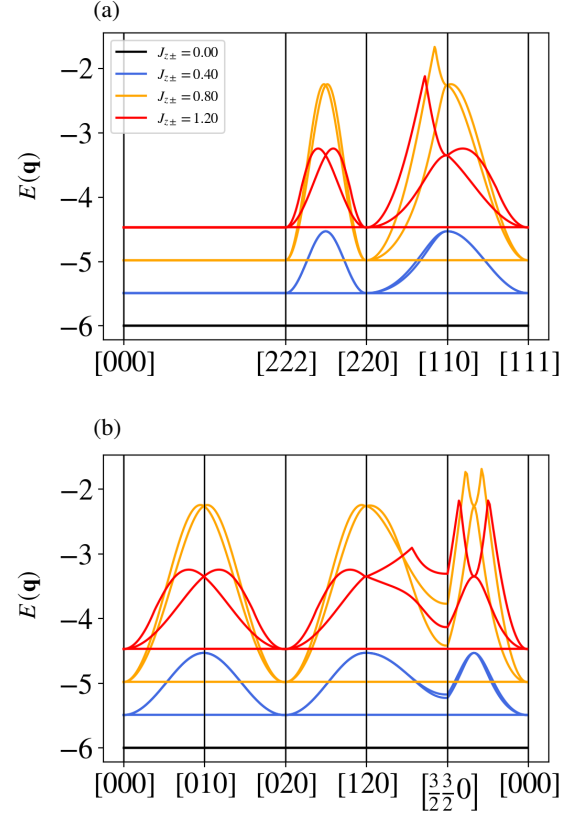 (a)
E(q)
−2
−3
−4
−5
−6
J_{z±} = 0.00
J_{z±} = 0.40
J_{z±} = 0.80
J_{z±} = 1.20
[000] [222] [220] [110] [111]
(b)
E(q)
−2
−3
−4
−5
−6
[000] [010] [020] [120] [3/2 3/2 0] [000]